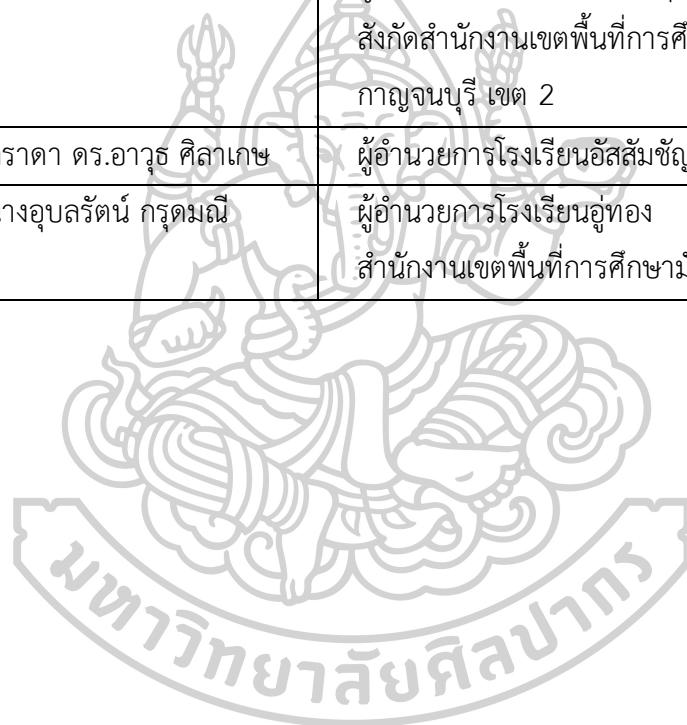 สังกัดสำนักงานเขตพื้นที่การ
กาญจนบุรี เขต 2
ราดา ดร.อาวุธ ศิลาเกษ ผู้อำนวยการโรงเรียนอัสสัมชัญ
นางอุบลรัตน์ กรุดมณี ผู้อำนวยการโรงเรียนอู่ทอง
สำนักงานเขตพื้นที่การศึกษา
มหาวิทยาลัยศิลปากร